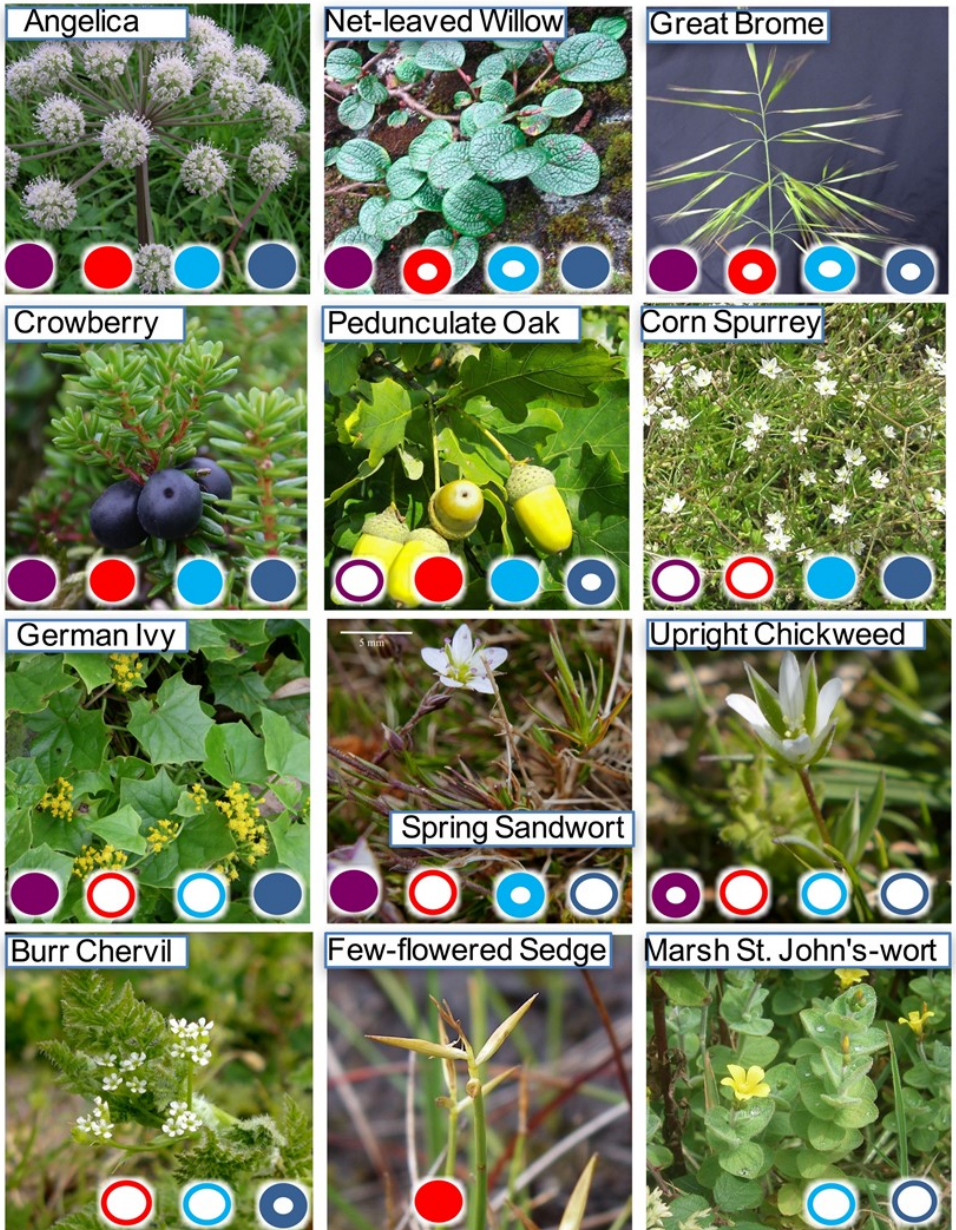 Angelica
Net-leaved Willow
Great Brome
Crowberry
Pedunculate Oak
Corn Spurrey
German Ivy
5 mm
Spring Sandwort
Upright Chickweed
Burr Chervil
Few-flowered Sedge
Marsh St. John's-wort